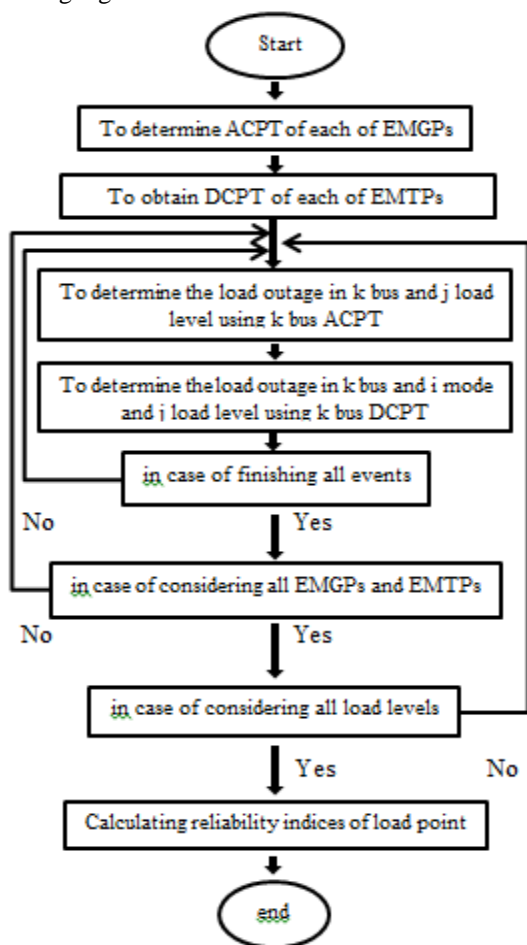 Start
To determine ACPT of each of EMGPs
To obtain DCPT of each of EMTPs
To determine the load outage in k bus and j load
level using k bus ACPT
To determine the load outage in k bus and i mode
and j load level using k bus DCPT
in case of finishing all events
No
Yes
in case of considering all EMGPs and EMTPs
No
Yes
in case of considering all load levels
Yes
No
Calculating reliability indices of load point
end